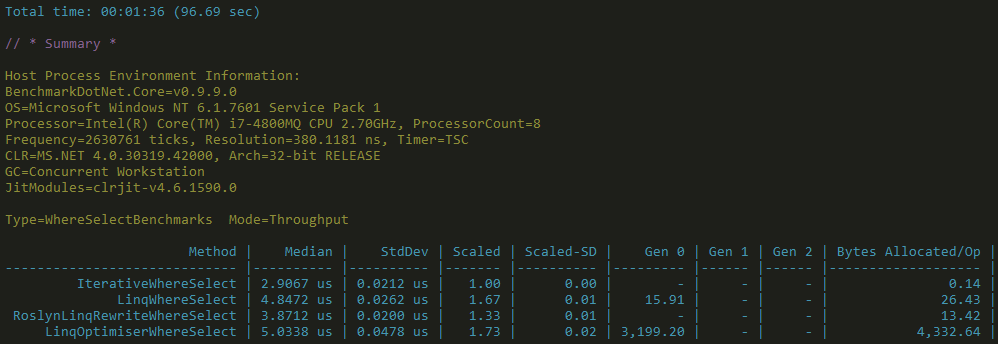 Total time: 00:01:36 (96.69 sec)
// * Summary *
Host Process Environment Information:
BenchmarkDotNet.Core=v0.9.9.0
OS=Microsoft Windows NT 6.1.7601 Service Pack 1
Processor=Intel(R) Core(TM) i7-4800MQ CPU 2.70GHz, ProcessorCount=8
Frequency=2630761 ticks, Resolution=380.1181 ns, Timer=TSC
CLR=MS.NET 4.0.30319.42000, Arch=32-bit RELEASE
GC=Concurrent Workstation
JitModules=clrjit-v4.6.1590.0
Type=WhereSelectBenchmarks  Mode=Throughput
Method | Median | StdDev | Scaled | Scaled-SD | Gen 0 | Gen 1 | Gen 2 | Bytes Allocated/Op |
----------------------------- |---------- |---------- |------- |---------- |--------- |------ |------ |------------------- |
IterativeWhereSelect | 2.9067 us | 0.0212 us | 1.00 | 0.00 | - | - | - | 0.14 |
LinqWhereSelect | 4.8472 us | 0.0262 us | 1.67 | 0.01 | 15.91 | - | - | 26.43 |
RoslynLinqRewriteWhereSelect | 3.8712 us | 0.0200 us | 1.33 | 0.01 | - | - | - | 13.42 |
LinqOptimiserWhereSelect | 5.0338 us | 0.0478 us | 1.73 | 0.02 | 3,199.20 | - | - | 4,332.64 |